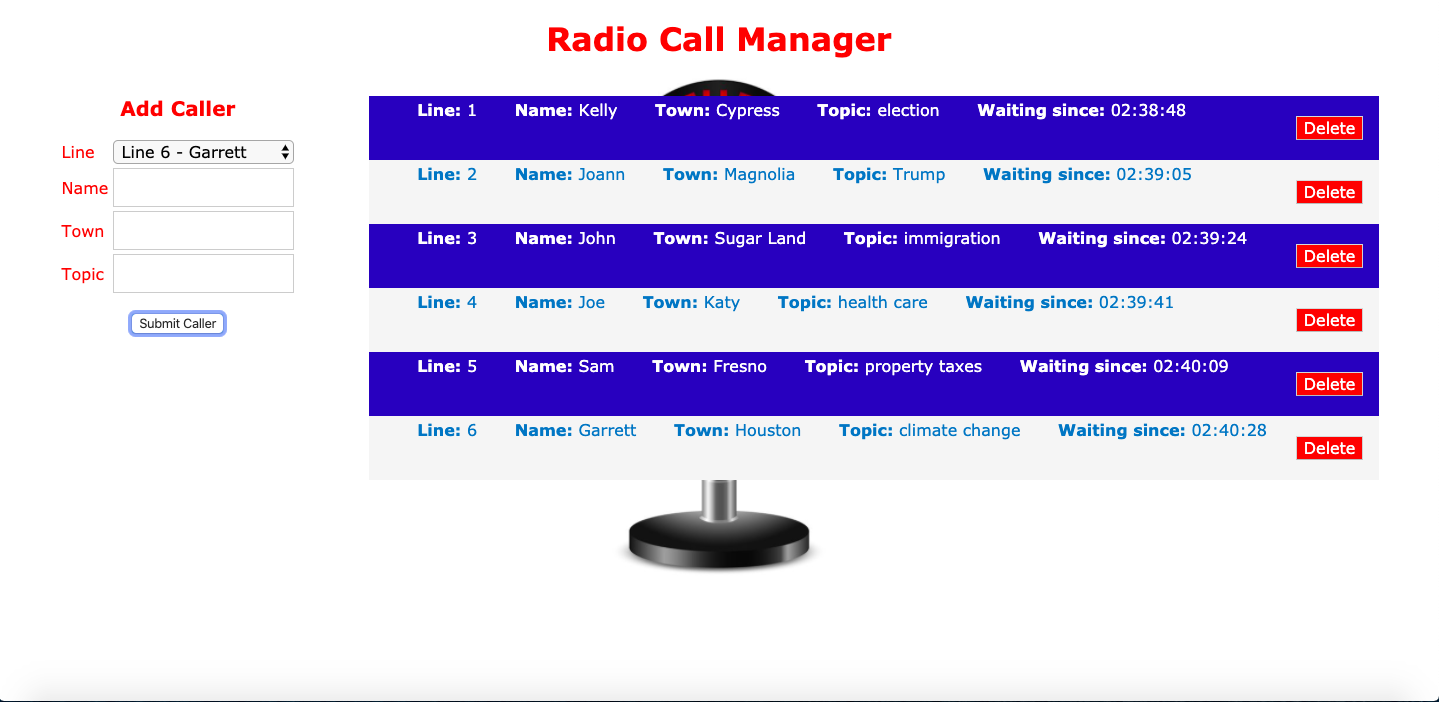 Radio Call Manager
Add Caller
Line Line 6 - Garrett
Name
Town
Topic
Submit Caller
Line: 1 Name: Kelly Town: Cypress Topic: election Waiting since: 02:38:48
Delete
Line: 2 Name: Joann Town: Magnolia Topic: Trump Waiting since: 02:39:05
Delete
Line: 3 Name: John Town: Sugar Land Topic: immigration Waiting since: 02:39:24
Delete
Line: 4 Name: Joe Town: Katy Topic: health care Waiting since: 02:39:41
Delete
Line: 5 Name: Sam Town: Fresno Topic: property taxes Waiting since: 02:40:09
Delete
Line: 6 Name: Garrett Town: Houston Topic: climate change Waiting since: 02:40:28
Delete